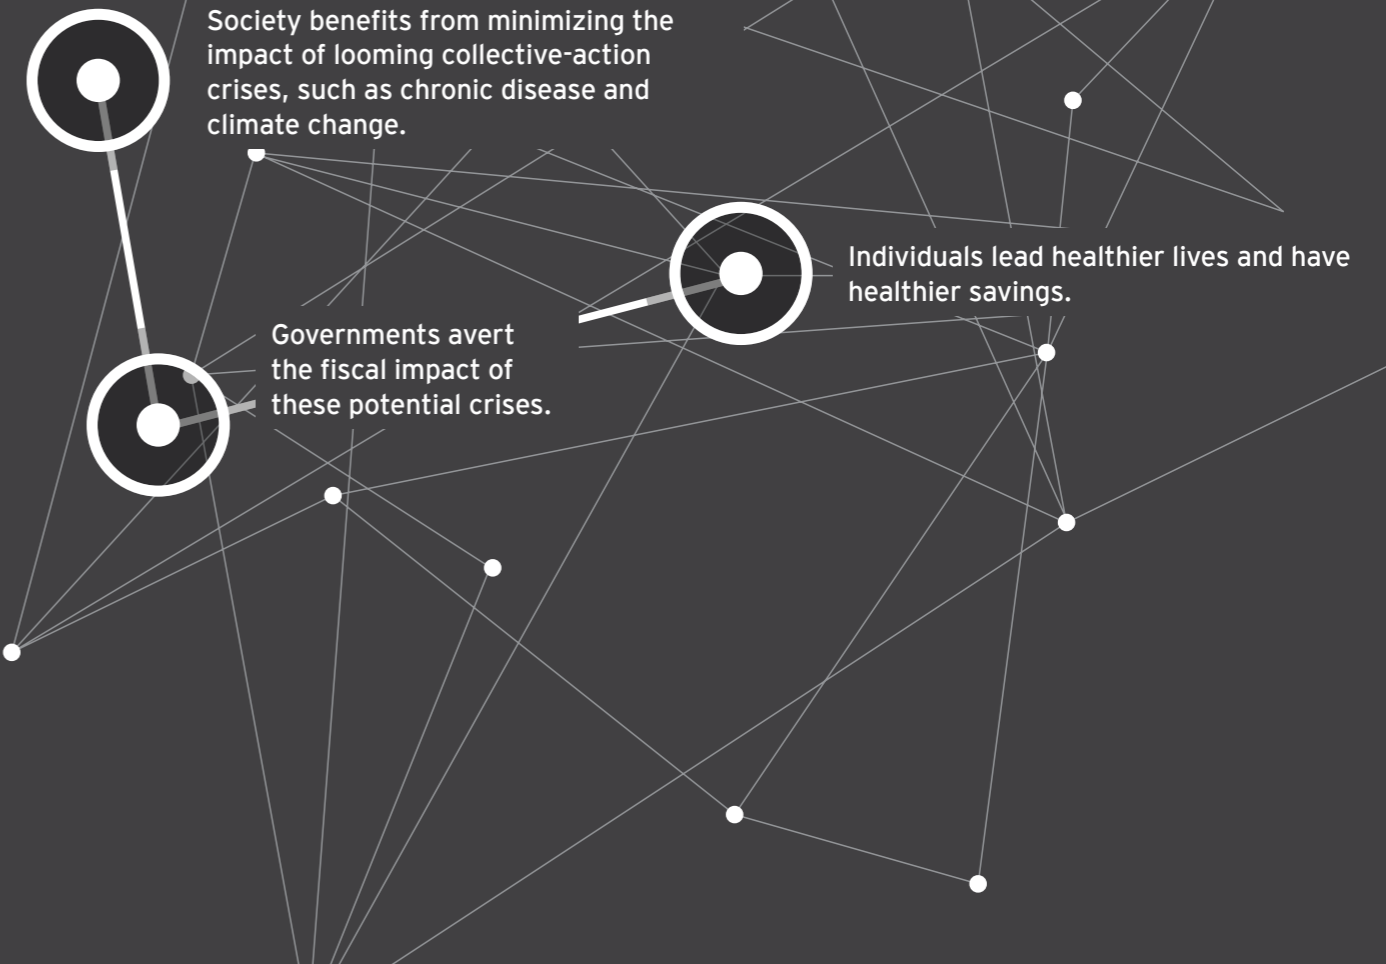 Society benefits from minimizing the
impact of looming collective-action
crises, such as chronic disease and
climate change.
Individuals lead healthier lives and have
healthier savings.
Governments avert
the fiscal impact of
these potential crises.